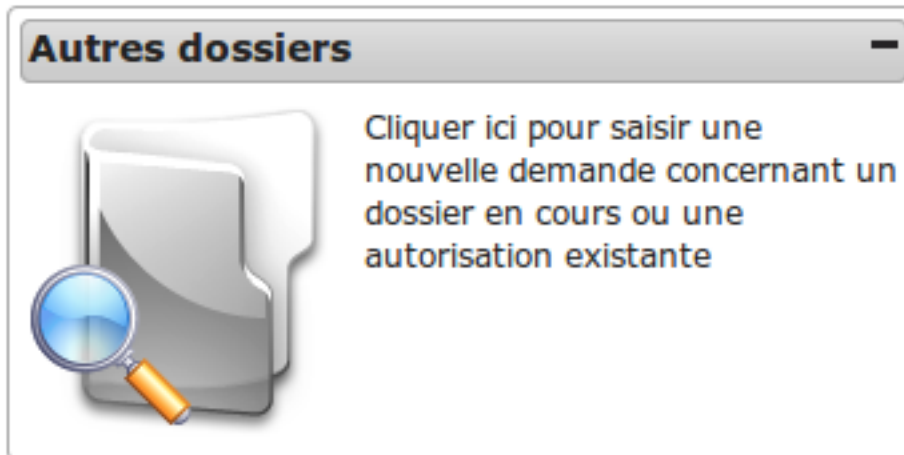 Autres dossiers
Cliquer ici pour saisir une
nouvelle demande concernant un
dossier en cours ou une
autorisation existante